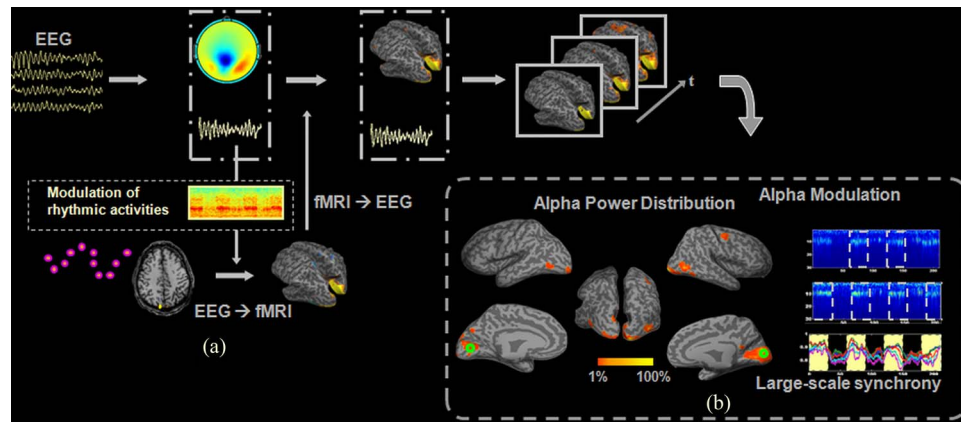 EEG
t
Modulation of
rhythmic activities
fMRI → EEG
EEG → fMRI
(a)
Alpha Power Distribution
Alpha Modulation
1%
100%
Large-scale synchrony
(b)